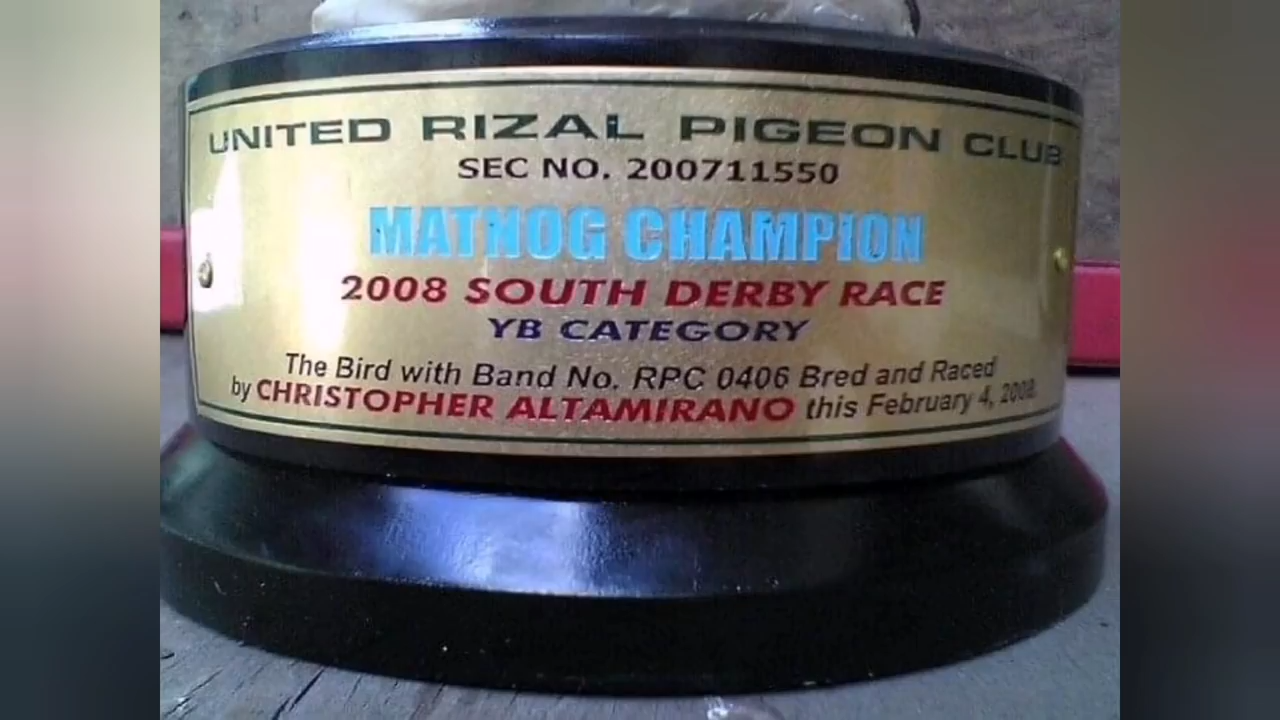 UNITED RIZAL PIGEON CLUB
SEC NO. 200711550
MATNOG CHAMPION
2008 SOUTH DERBY RACE
YB CATEGORY
The Bird with Band No. RPC 0406 Bred and Raced
by CHRISTOPHER ALTAMIRANO this February 4, 2008.